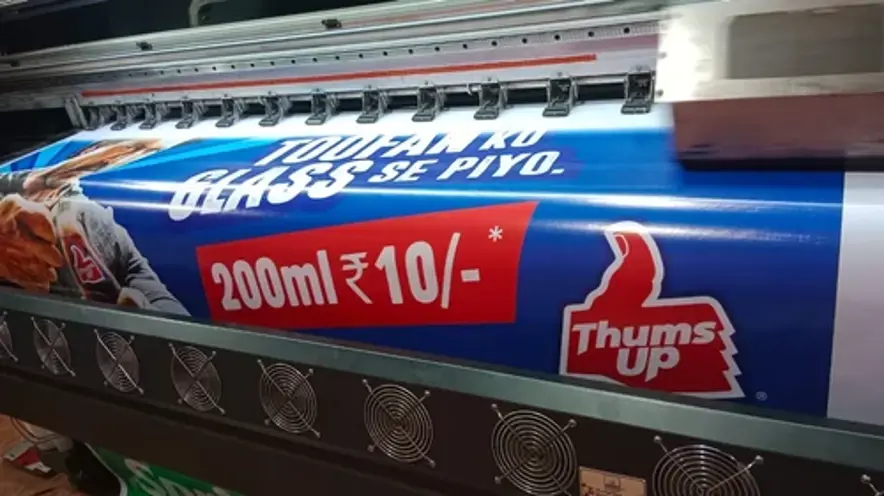 TOOFAN KO
GLASS SE PIYO.
200ml ₹10/-*
Thums
UP
®